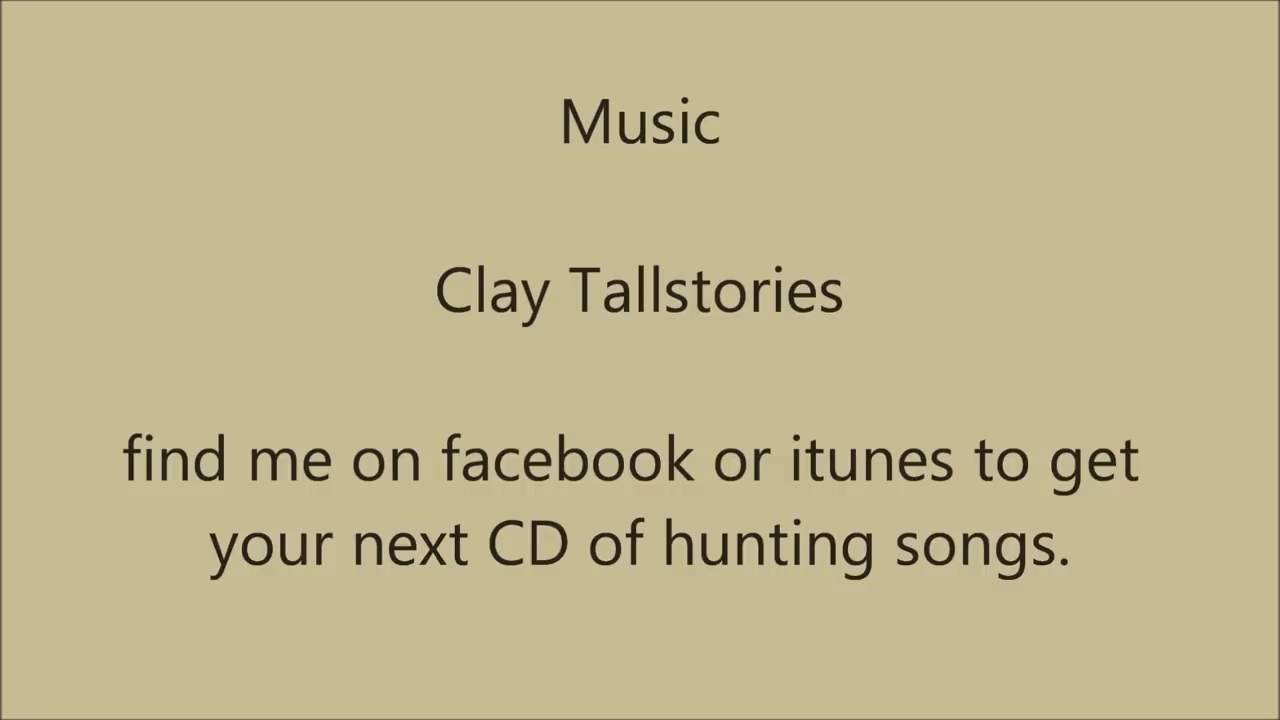 Music
Clay Tallstories
find me on facebook or itunes to get
your next CD of hunting songs.